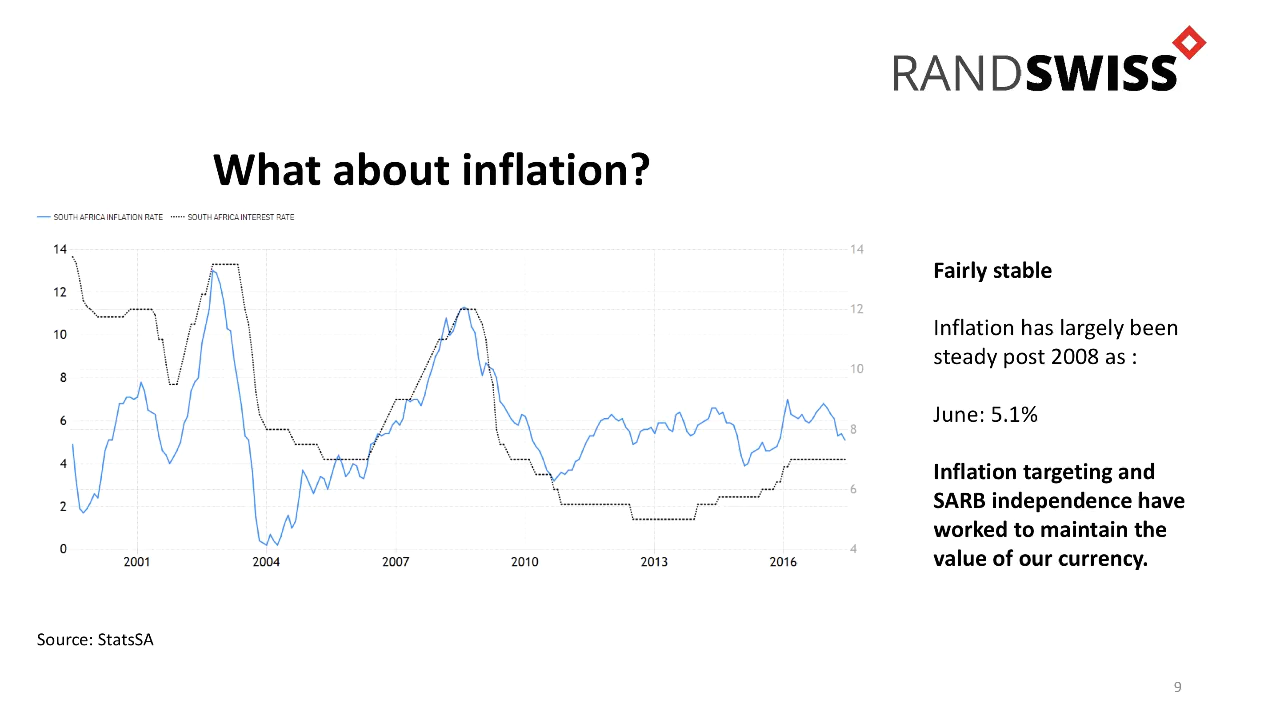 RANDSWISS
What about inflation?
SOUTH AFRICA INFLATION RATE SOUTH AFRICA INTEREST RATE
14
12
10
8
6
4
2
0
14
12
10
8
6
4
2001 2004 2007 2010 2013 2016
Fairly stable
Inflation has largely been
steady post 2008 as :
June: 5.1%
Inflation targeting and
SARB independence have
worked to maintain the
value of our currency.
Source: StatsSA
9